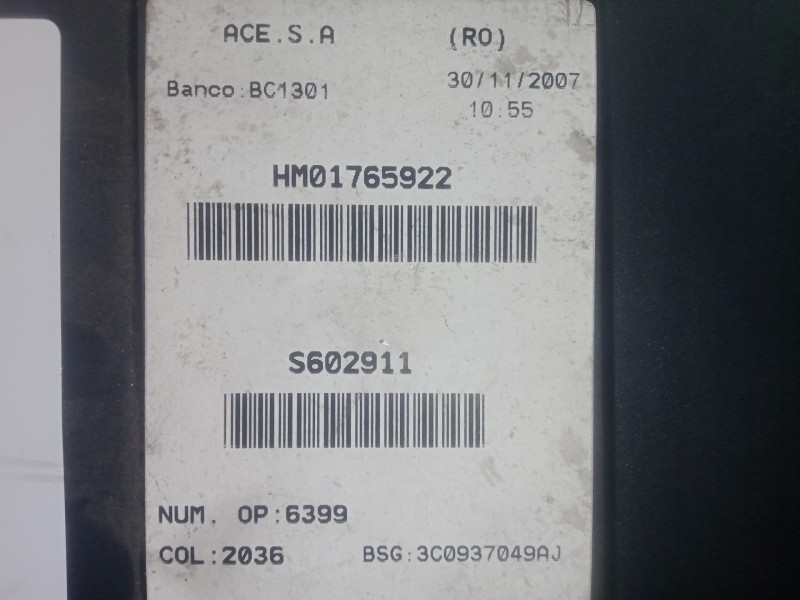 ACE.S.A (RO)
Banco:BC1301 30/11/2007
10:55
HM01765922
S602911
NUM. OP:6399
COL:2036 BSG:3C0937049AJ